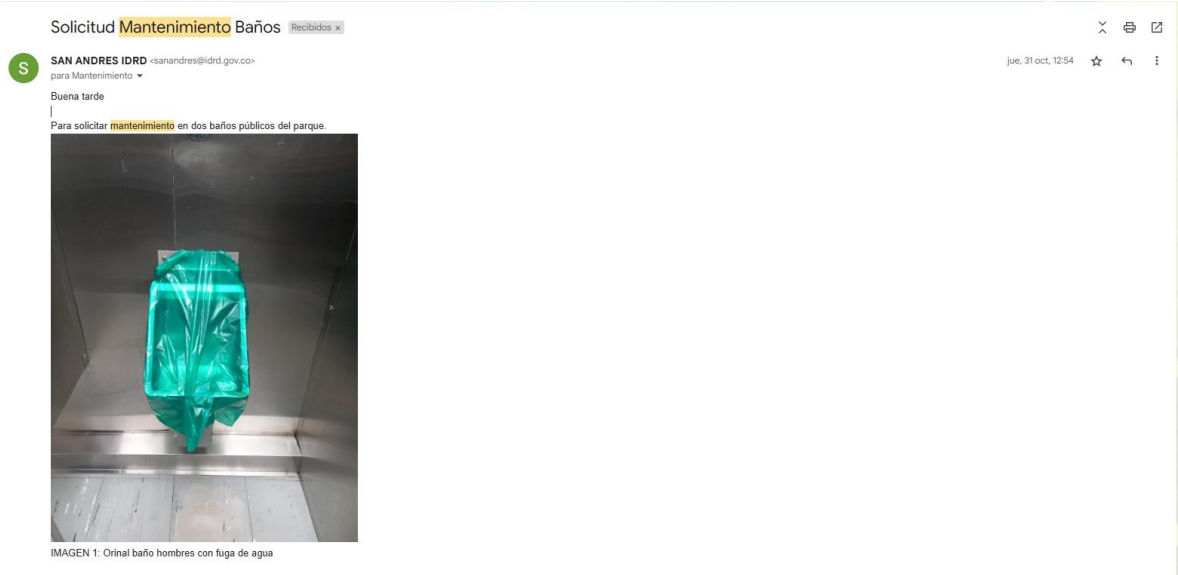 Solicitud Mantenimiento Baños Recibidos x
S
SAN ANDRES IDRD <sanandres@idrd.gov.co>
jue, 31 oct, 12:54
para Mantenimiento
Buena tarde
Para solicitar mantenimiento en dos baños públicos del parque.
IMAGEN 1: Orinal baño hombres con fuga de agua